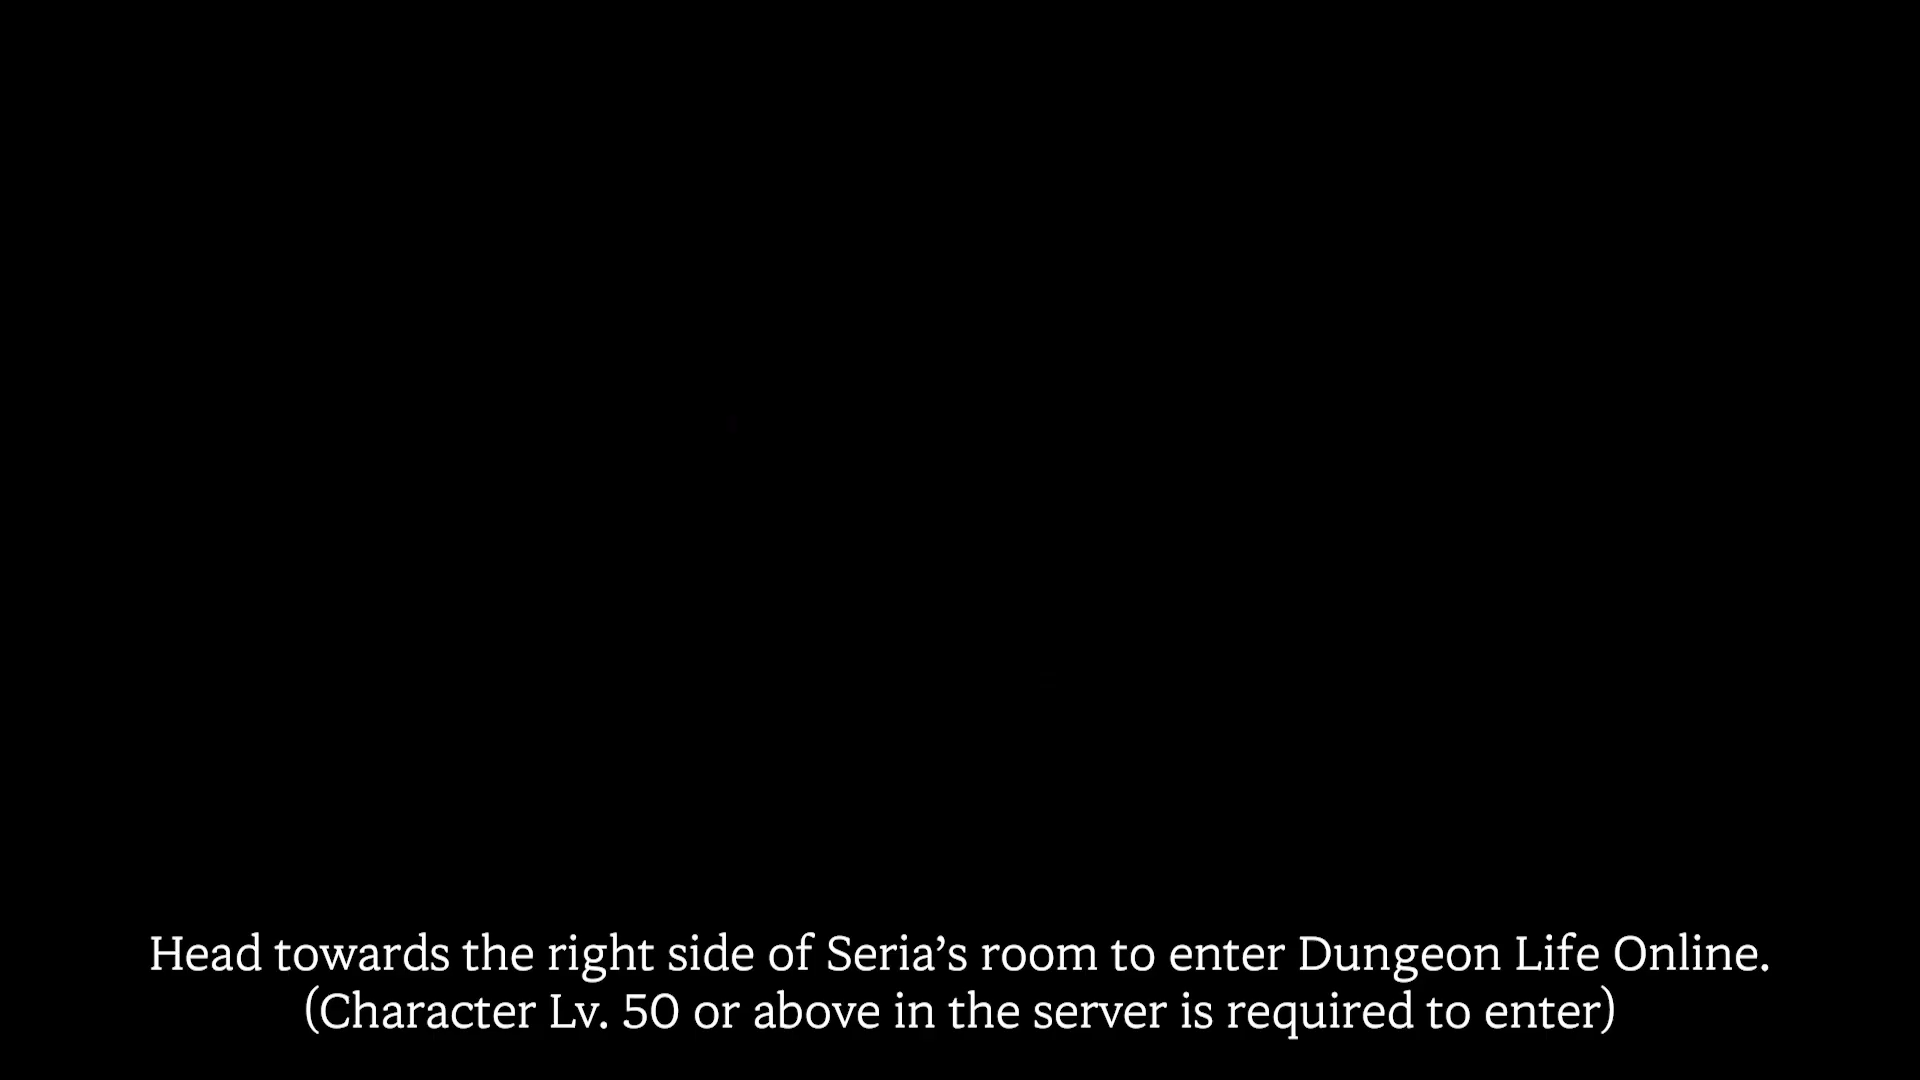 Head towards the right side of Seria’s room to enter Dungeon Life Online.
(Character Lv. 50 or above in the server is required to enter)